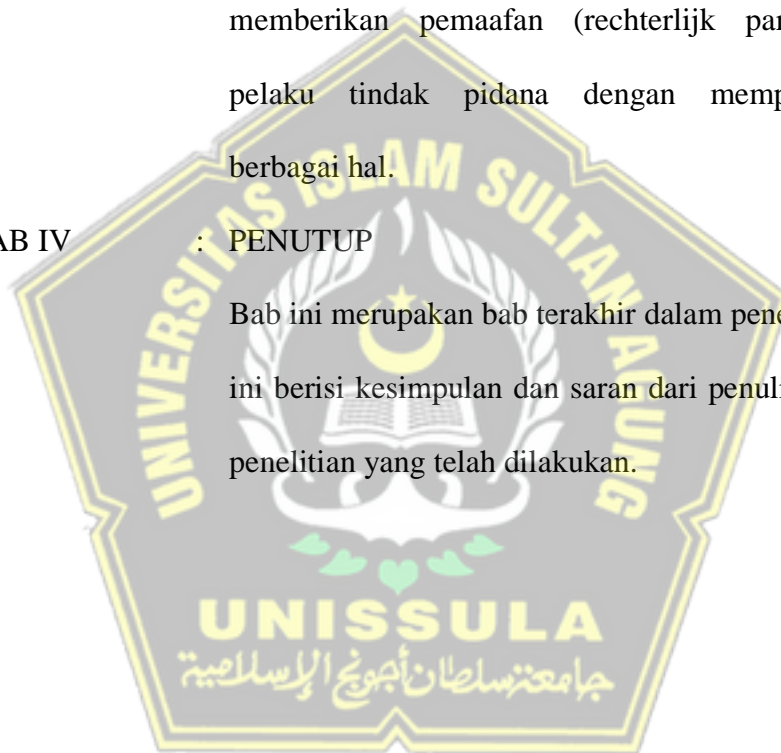 memberikan pemaafan (rechterlijk par
pelaku tindak pidana dengan memp
berbagai hal.
AB IV : PENUTUP
Bab ini merupakan bab terakhir dalam pene
ini berisi kesimpulan dan saran dari penuli
penelitian yang telah dilakukan.
UNIVERSITAS ISLAM SULTAN AGUNG
UNISSULA
جامعتسلطان أجونج الإسلامية